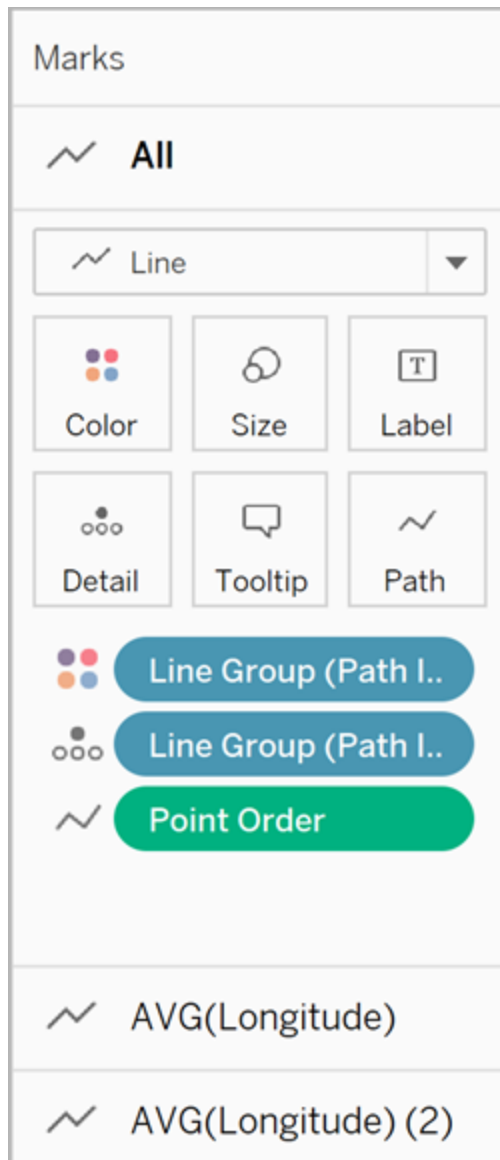 Marks
All
Line
Color Size Label
Detail Tooltip Path
Line Group (Path I..
Line Group (Path I..
Point Order
AVG(Longitude)
AVG(Longitude) (2)